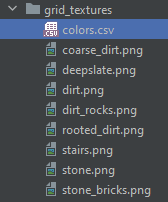 grid_textures
colors.csv
coarse_dirt.png
deepslate.png
dirt.png
dirt_rocks.png
rooted_dirt.png
stairs.png
stone.png
stone_bricks.png